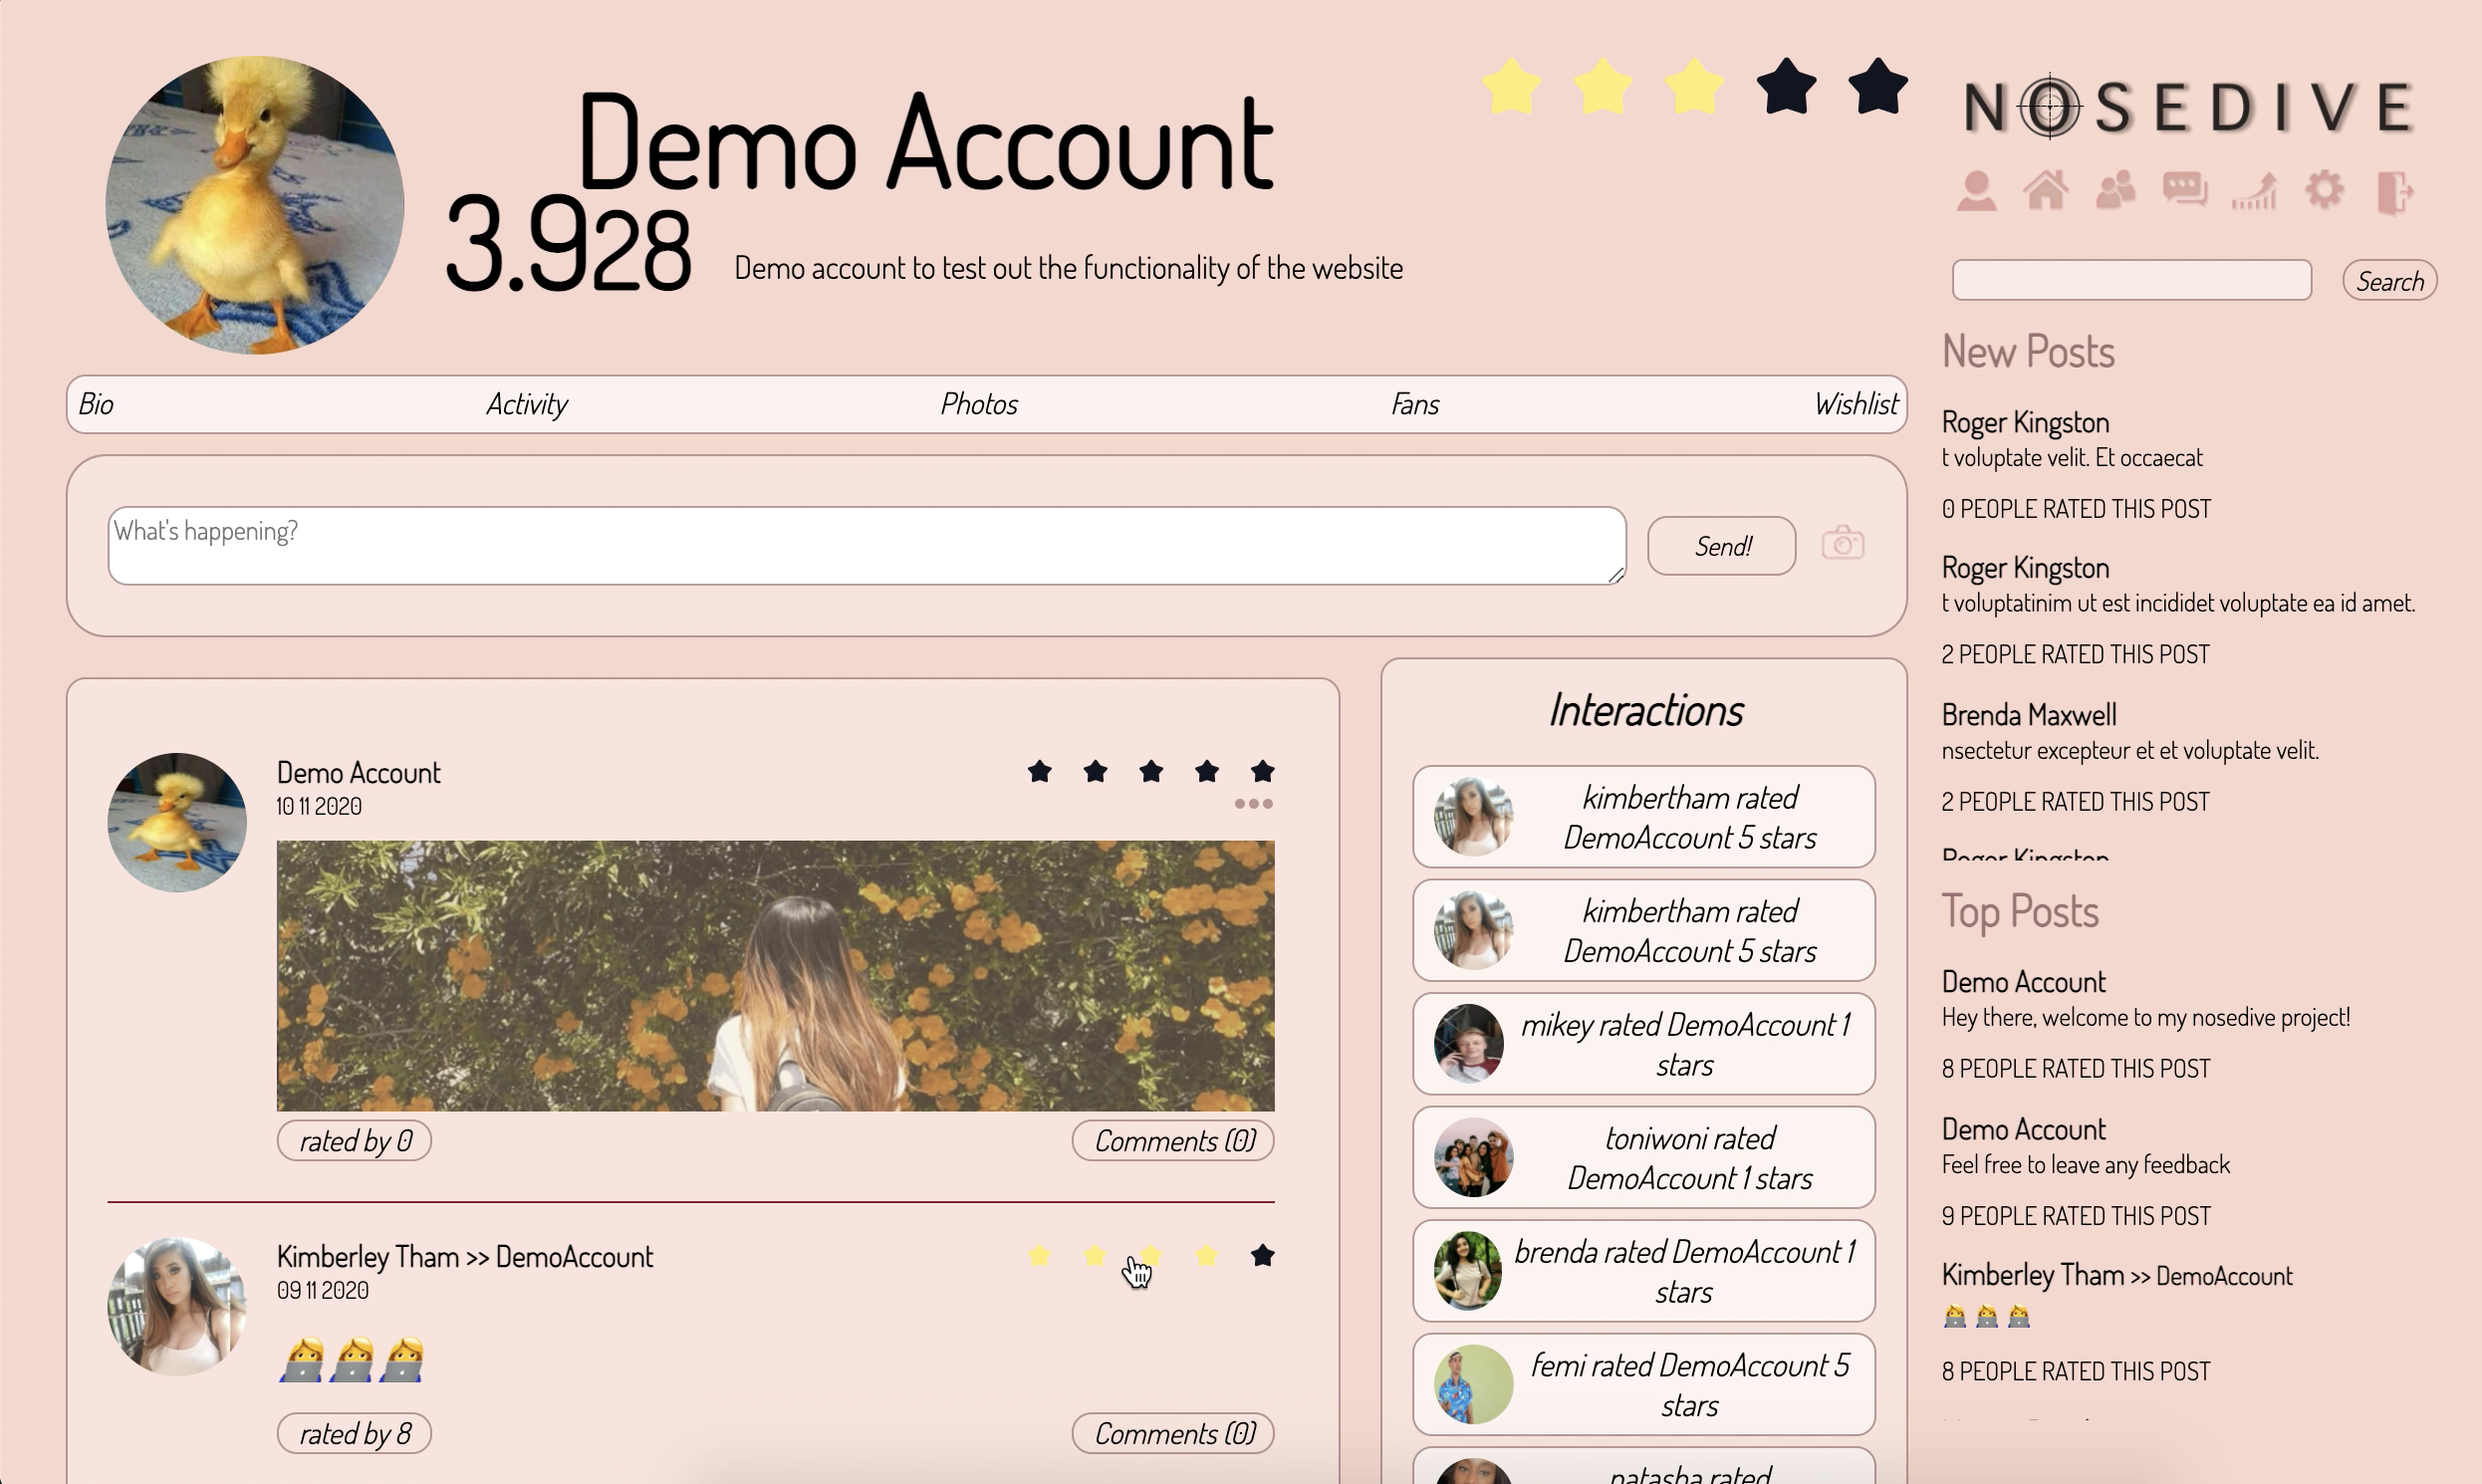 Demo Account
3.928
Demo account to test out the functionality of the website
NOSEDIVE
Search
Bio
Activity
Photos
Fans
Wishlist
What's happening?
Send!
Demo Account
10 11 2020
rated by 0
Comments (0)
Kimberley Tham >> DemoAccount
09 11 2020
rated by 8
Comments (0)
Interactions
kimbertham rated
DemoAccount 5 stars
kimbertham rated
DemoAccount 5 stars
mikey rated DemoAccount 1
stars
toniwoni rated
DemoAccount 1 stars
brenda rated DemoAccount 1
stars
femi rated DemoAccount 5
stars
natasha rated
New Posts
Roger Kingston
t voluptate velit. Et occaecat
0 PEOPLE RATED THIS POST
Roger Kingston
t voluptatinim ut est incididet voluptate ea id amet.
2 PEOPLE RATED THIS POST
Brenda Maxwell
nsectetur excepteur et et voluptate velit.
2 PEOPLE RATED THIS POST
Roger Kingston
Top Posts
Demo Account
Hey there, welcome to my nosedive project!
8 PEOPLE RATED THIS POST
Demo Account
Feel free to leave any feedback
9 PEOPLE RATED THIS POST
Kimberley Tham >> DemoAccount
8 PEOPLE RATED THIS POST